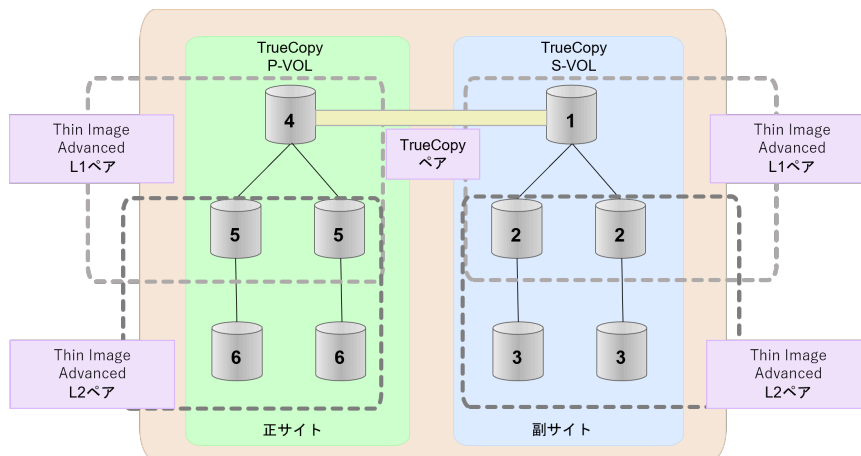 TrueCopy
P-VOL
TrueCopy
S-VOL
4
1
Thin Image
Advanced
L1ペア
TrueCopy
ペア
Thin Image
Advanced
L1ペア
5
5
2
2
6
6
3
3
Thin Image
Advanced
L2ペア
Thin Image
Advanced
L2ペア
正サイト
副サイト